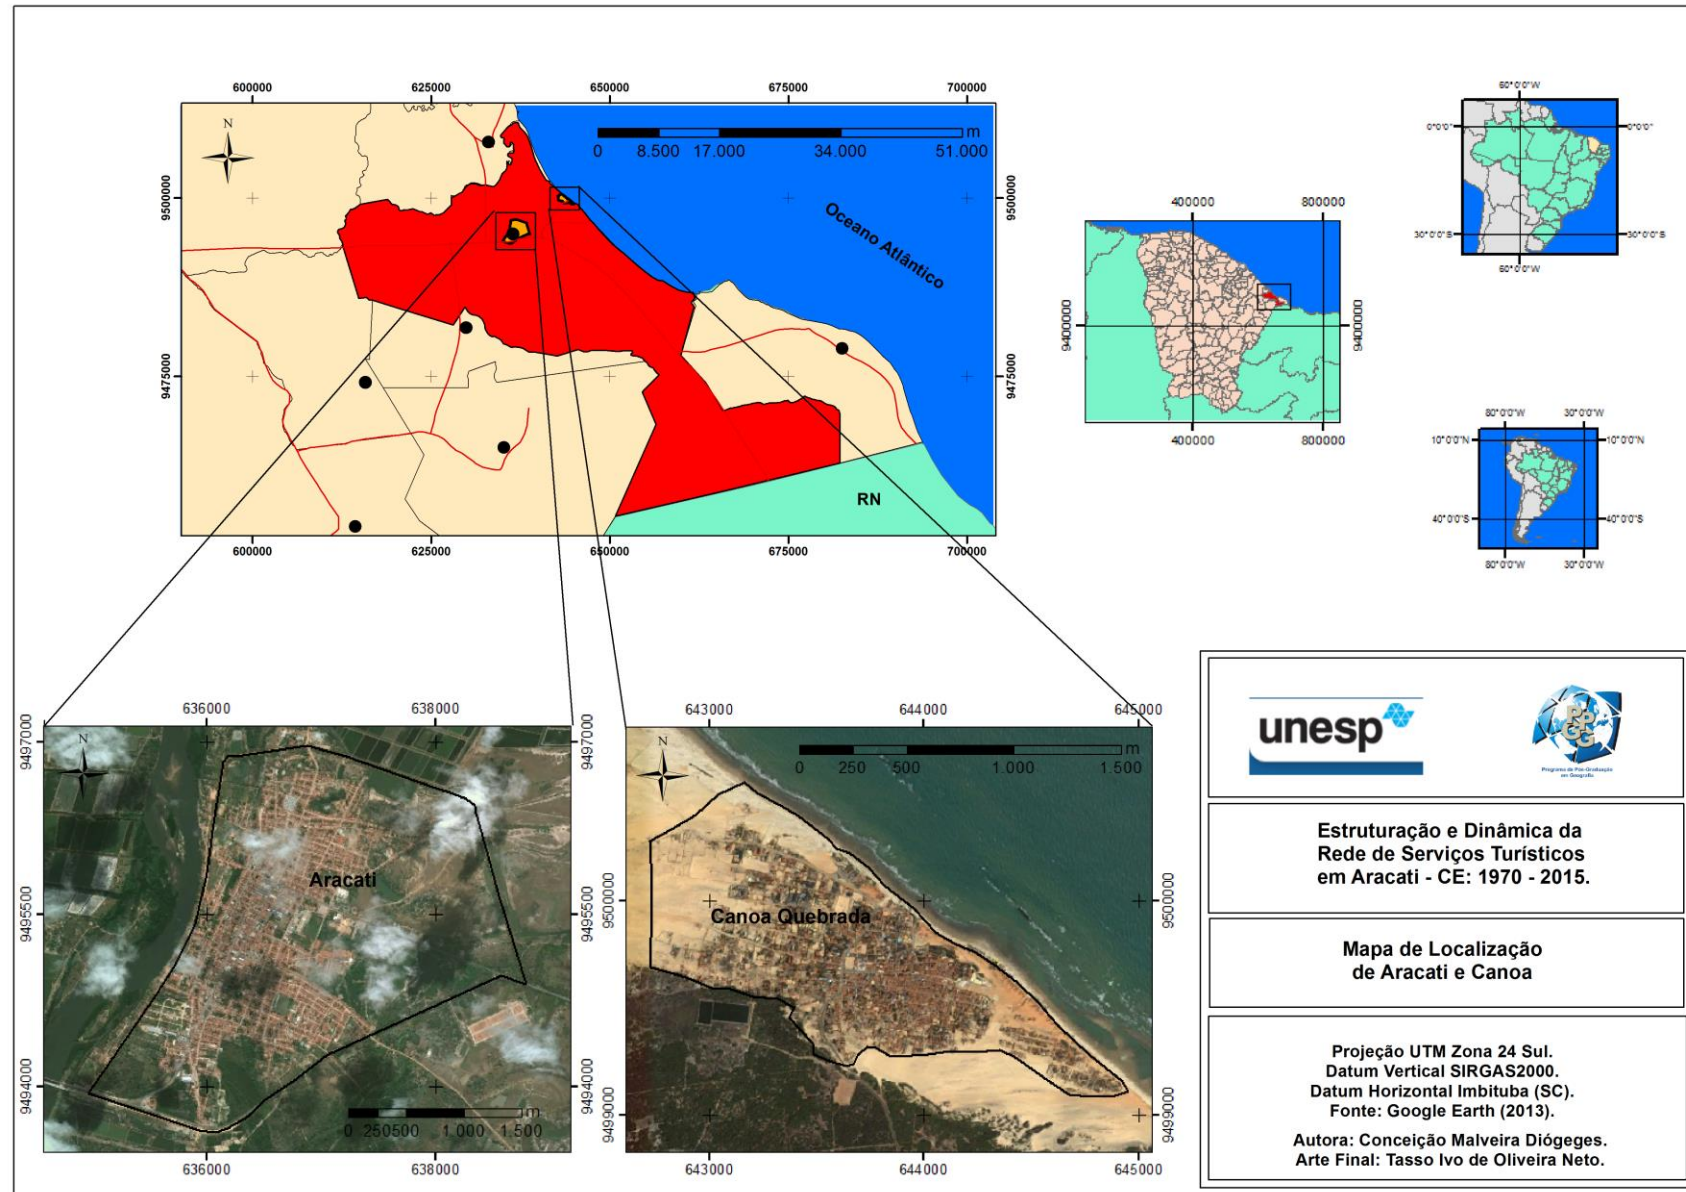 600000 625000 650000 675000 700000
N
m
0 8.500 17.000 34.000 51.000
9500000 9500000
Oceano Atlântico
9475000 9475000
RN
600000 625000 650000 675000 700000
400000 800000
9400000 9400000
400000 800000
60°0'0"W
0°0'0" 0°0'0"
30°0'0"S 30°0'0"S
60°0'0"W
80°0'0"W 30°0'0"W
10°0'0"N 10°0'0"N
40°0'0"S 40°0'0"S
80°0'0"W 30°0'0"W
636000 638000
N
9497000 9497000
Aracati
9495500 9495500
9494000 9494000
m
0 250500 1.000 1.500
636000 638000
643000 644000 645000
N
m
0 250 500 1.000 1.500
Canoa Quebrada
9500000 9500000
9499000 9499000
643000 644000 645000
unesp
PPGG
Programa de Pós-Graduação
em Geografia
Estruturação e Dinâmica da
Rede de Serviços Turísticos
em Aracati - CE: 1970 - 2015.
Mapa de Localização
de Aracati e Canoa
Projeção UTM Zona 24 Sul.
Datum Vertical SIRGAS2000.
Datum Horizontal Imbituba (SC).
Fonte: Google Earth (2013).
Autora: Conceição Malveira Diógeges.
Arte Final: Tasso Ivo de Oliveira Neto.